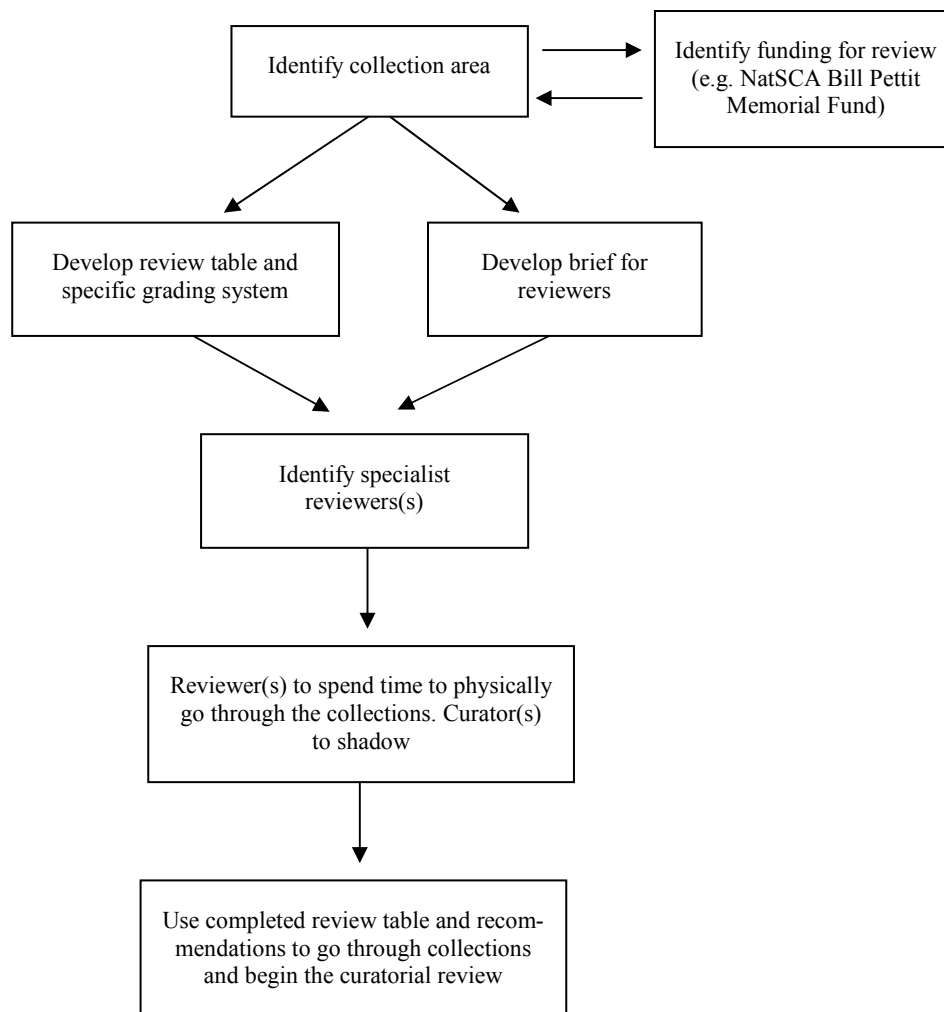 Identify collection area
Identify funding for review
(e.g. NatSCA Bill Pettit
Memorial Fund)
Develop review table and
specific grading system
Develop brief for
reviewers
Identify specialist
reviewers(s)
Reviewer(s) to spend time to physically
go through the collections. Curator(s)
to shadow
Use completed review table and recom-
mendations to go through collections
and begin the curatorial review